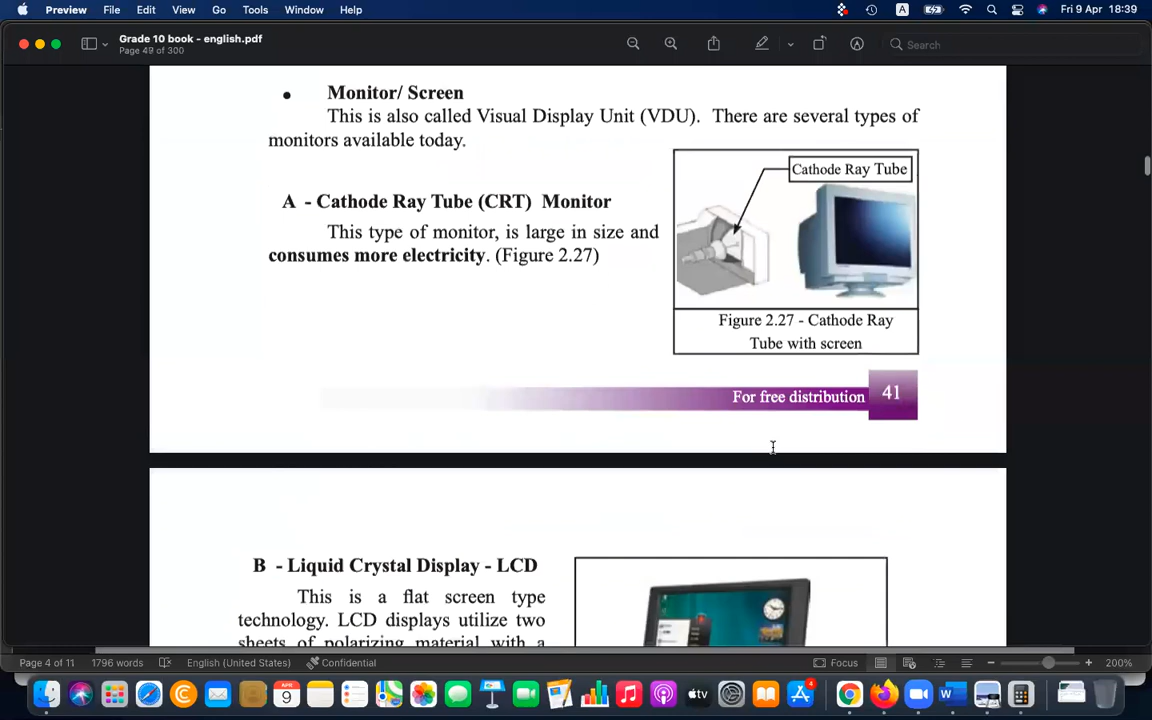 Preview File Edit View Go Tools Window Help
A
Fri 9 Apr 18:39
Grade 10 book - english.pdf
Page 49 of 300
Search
• Monitor/ Screen
This is also called Visual Display Unit (VDU). There are several types of
monitors available today.
Cathode Ray Tube
A - Cathode Ray Tube (CRT) Monitor
This type of monitor, is large in size and
consumes more electricity. (Figure 2.27)
Figure 2.27 - Cathode Ray
Tube with screen
For free distribution 41
B - Liquid Crystal Display - LCD
This is a flat screen type
technology. LCD displays utilize two
sheets of polarizing material with a
Page 4 of 11 1796 words English (United States) Confidential Focus 200%
APR
9
tv
4
W